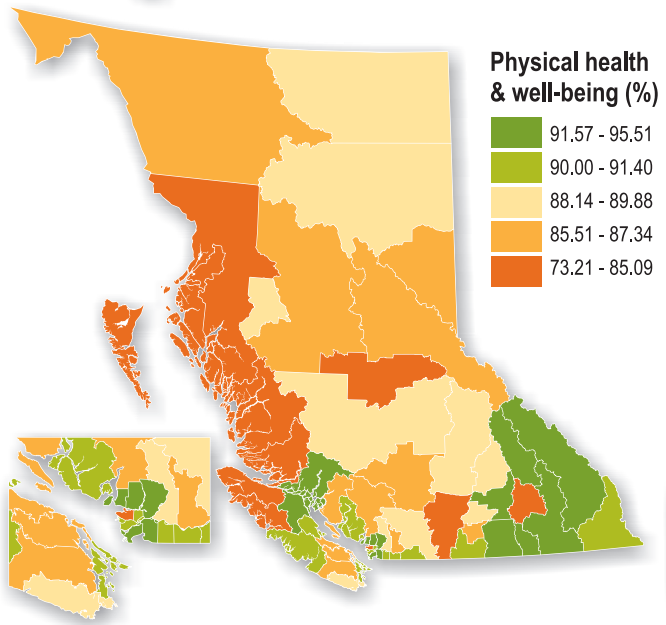 Physical health
& well-being (%)
91.57 - 95.51
90.00 - 91.40
88.14 - 89.88
85.51 - 87.34
73.21 - 85.09